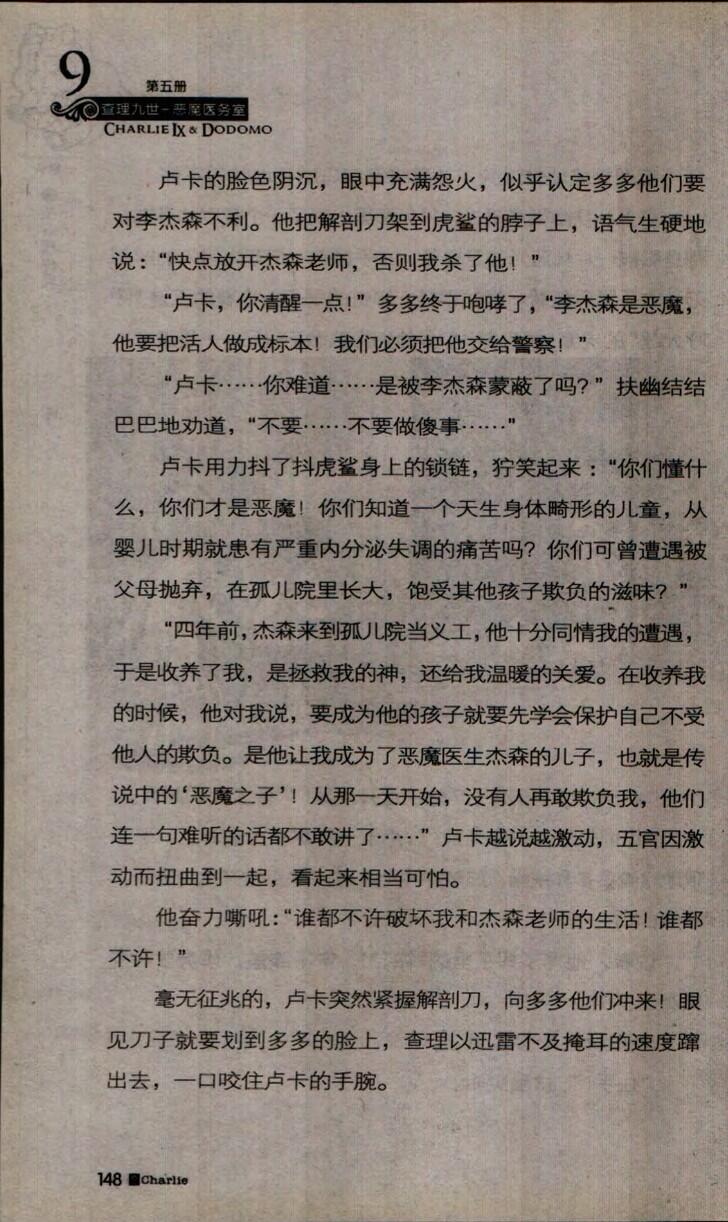 9
第五册
查理九世-恶魔医务室
CHARLIE IX & DODOMO
卢卡的脸色阴沉，眼中充满怨火，似乎认定多多他们要
对李杰森不利。他把解剖刀架到虎鲨的脖子上，语气生硬地
说：“快点放开杰森老师，否则我杀了他！”
“卢卡，你清醒一点！”多多终于咆哮了，“李杰森是恶魔，
他要把活人做成标本！我们必须把他交给警察！”
“卢卡……你难道……是被李杰森蒙蔽了吗？”扶幽结结
巴巴地劝道，“不要……不要做傻事……”
卢卡用力抖了抖虎鲨身上的锁链，狞笑起来：“你们懂什
么，你们才是恶魔！你们知道一个天生身体畸形的儿童，从
婴儿时期就患有严重内分泌失调的痛苦吗？你们可曾遭遇被
父母抛弃，在孤儿院里长大，饱受其他孩子欺负的滋味？”
“四年前，杰森来到孤儿院当义工，他十分同情我的遭遇，
于是收养了我，是拯救我的神，还给我温暖的关爱。在收养我
的时候，他对我说，要成为他的孩子就要先学会保护自己不受
他人的欺负。是他让我成为了恶魔医生杰森的儿子，也就是传
说中的‘恶魔之子’！从那一天开始，没有人再敢欺负我，他们
连一句难听的话都不敢讲了……”卢卡越说越激动，五官因激
动而扭曲到一起，看起来相当可怕。
他奋力嘶吼：“谁都不许破坏我和杰森老师的生活！谁都
不许！”
毫无征兆的，卢卡突然紧握解剖刀，向多多他们冲来！眼
见刀子就要划到多多的脸上，查理以迅雷不及掩耳的速度蹿
出去，一口咬住卢卡的手腕。
148 Charlie